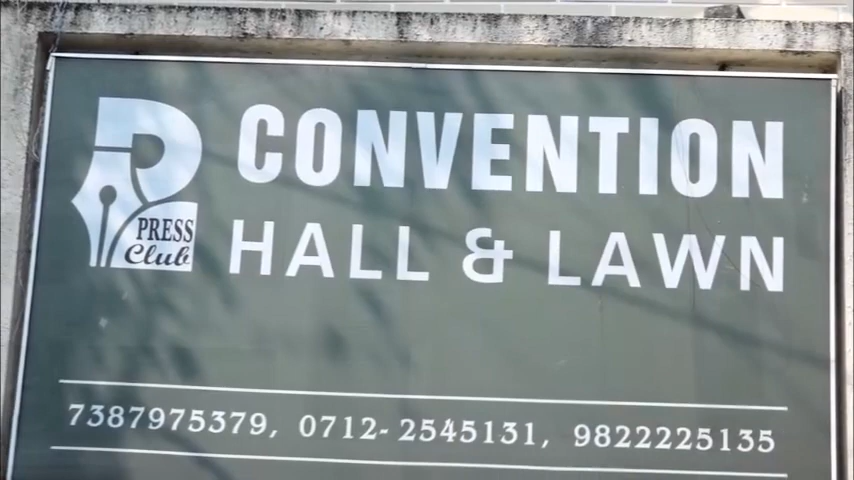 CONVENTION
HALL & LAWN
PRESS
Club
7387975379, 0712-2545131, 9822225135